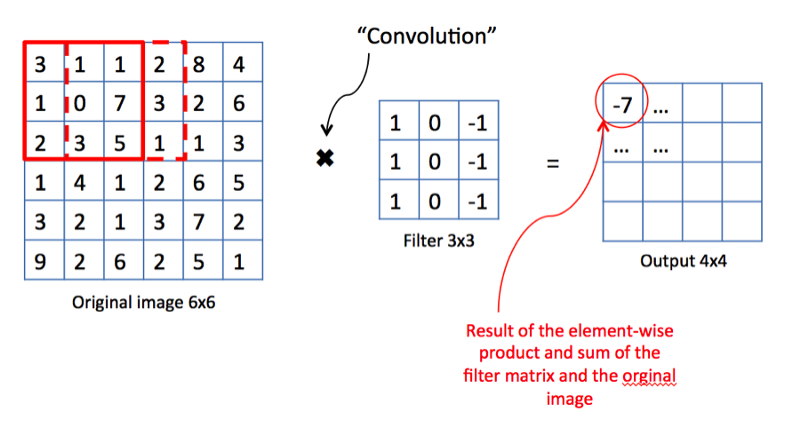 “Convolution”
3 1 1 2 8 4
1 0 7 3 2 6
2 3 5 1 1 3
1 4 1 2 6 5
3 2 1 3 7 2
9 2 6 2 5 1
Original image 6x6
✖
1 0 -1
1 0 -1
1 0 -1
Filter 3x3
=
-7 ...
... ...
Output 4x4
Result of the element-wise
product and sum of the
filter matrix and the orginal
image